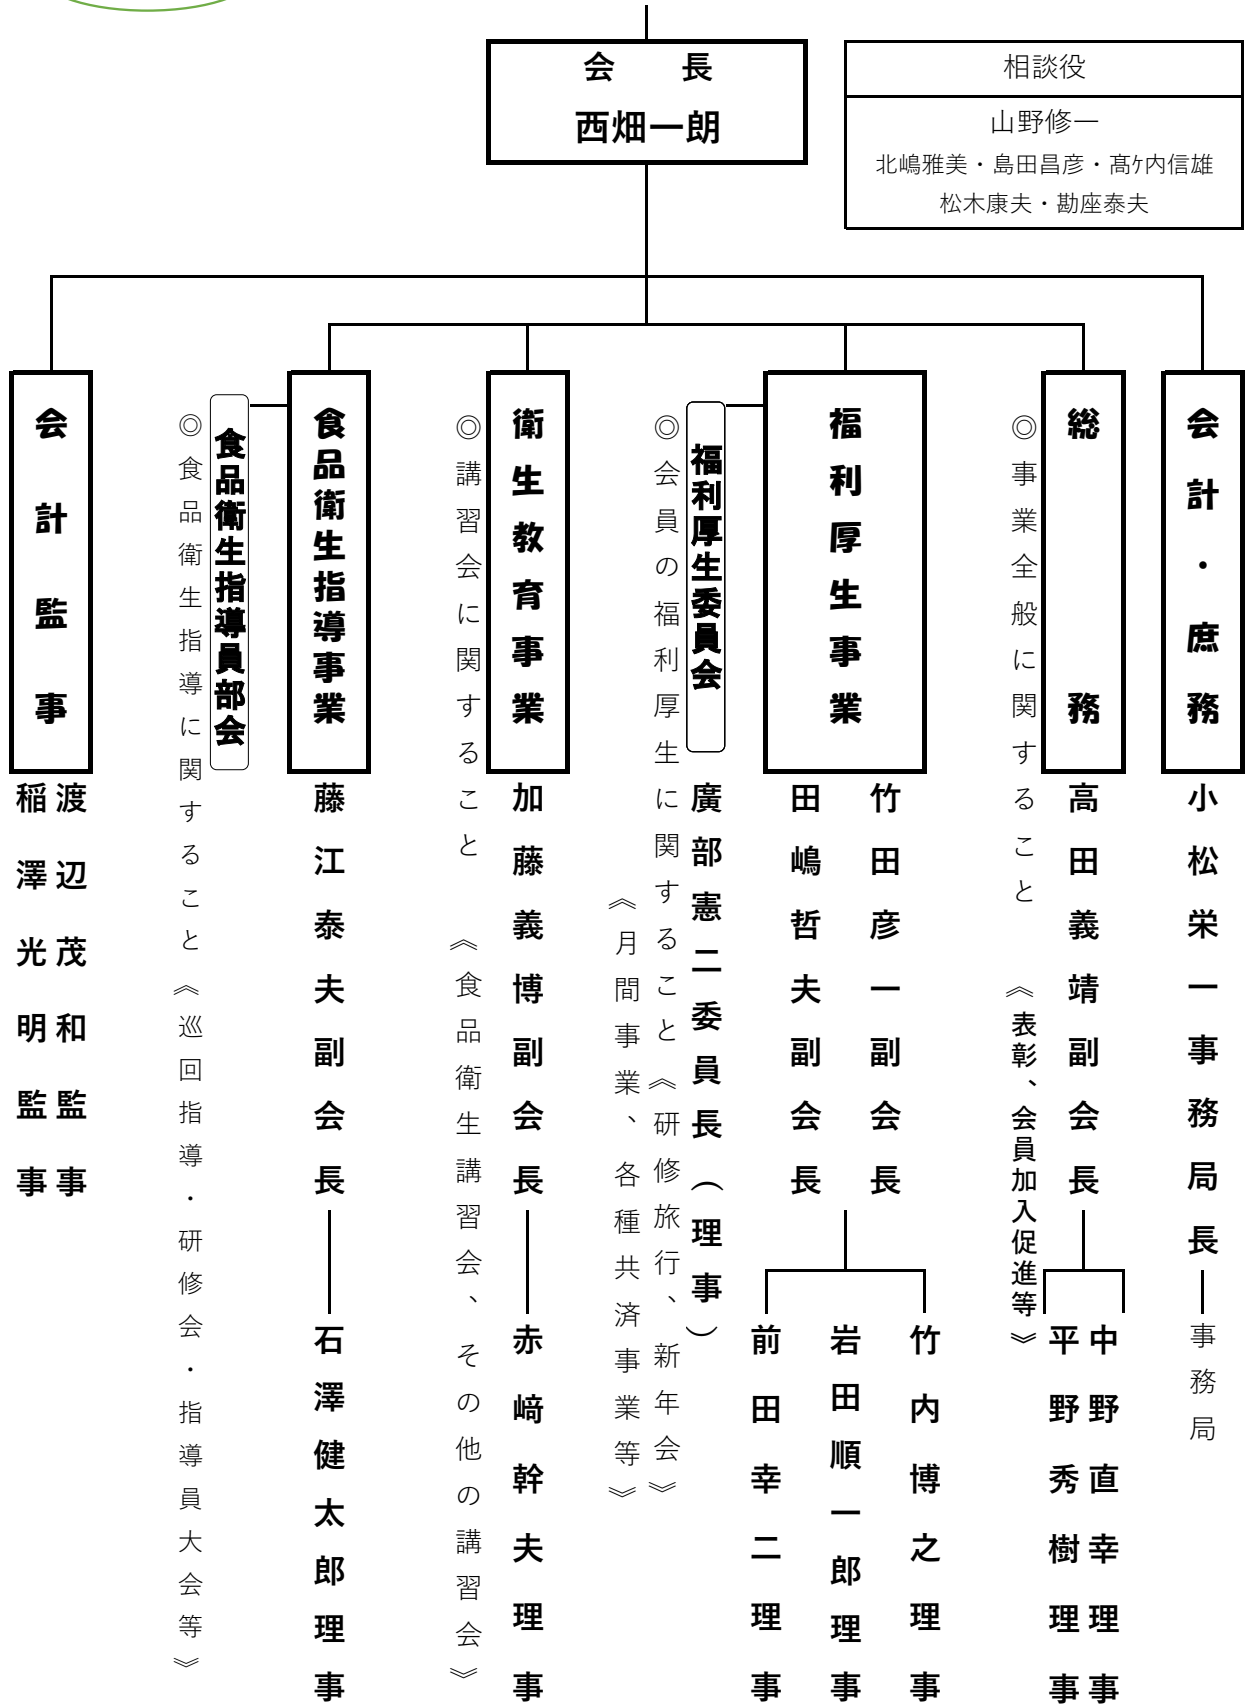 会　長
西畑一朗
相談役
山野修一
北嶋雅美・島田昌彦・髙ケ内信雄
松木康夫・勘座泰夫
会計・庶務
小松栄一事務局長
事務局
総務
高田義靖副会長
中野直幸理事
平野秀樹理事
◎事業全般に関すること
《表彰、会員加入促進等》
福利厚生事業
竹田彦一副会長
田嶋哲夫副会長
竹内博之理事
岩田順一郎理事
前田幸二理事
福利厚生委員会
廣部憲二委員長（理事）
◎会員の福利厚生に関すること《研修旅行、新年会》
《月間事業、各種共済事業等》
衛生教育事業
加藤義博副会長
赤﨑幹夫理事
◎講習会に関すること
《食品衛生講習会、その他の講習会》
食品衛生指導事業
藤江泰夫副会長
石澤健太郎理事
食品衛生指導員部会
◎食品衛生指導に関すること《巡回指導・研修会・指導員大会等》
会計監事
渡辺茂和監事
稲澤光明監事